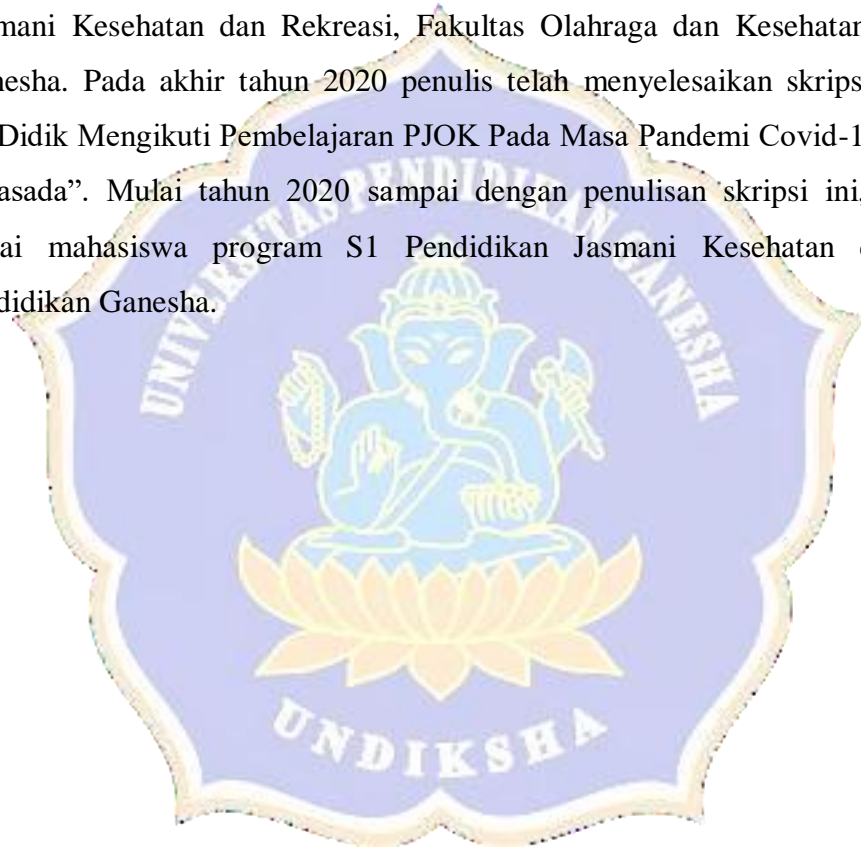 mani Kesehatan dan Rekreasi, Fakultas Olahraga dan Kesehatan
nesha. Pada akhir tahun 2020 penulis telah menyelesaikan skrips
Didik Mengikuti Pembelajaran PJOK Pada Masa Pandemi Covid-1
asada”. Mulai tahun 2020 sampai dengan penulisan skripsi ini,
ai mahasiswa program S1 Pendidikan Jasmani Kesehatan
didikan Ganesha.
UNIVERSITAS PENDIDIKAN GANESHA
UNDIKSHA